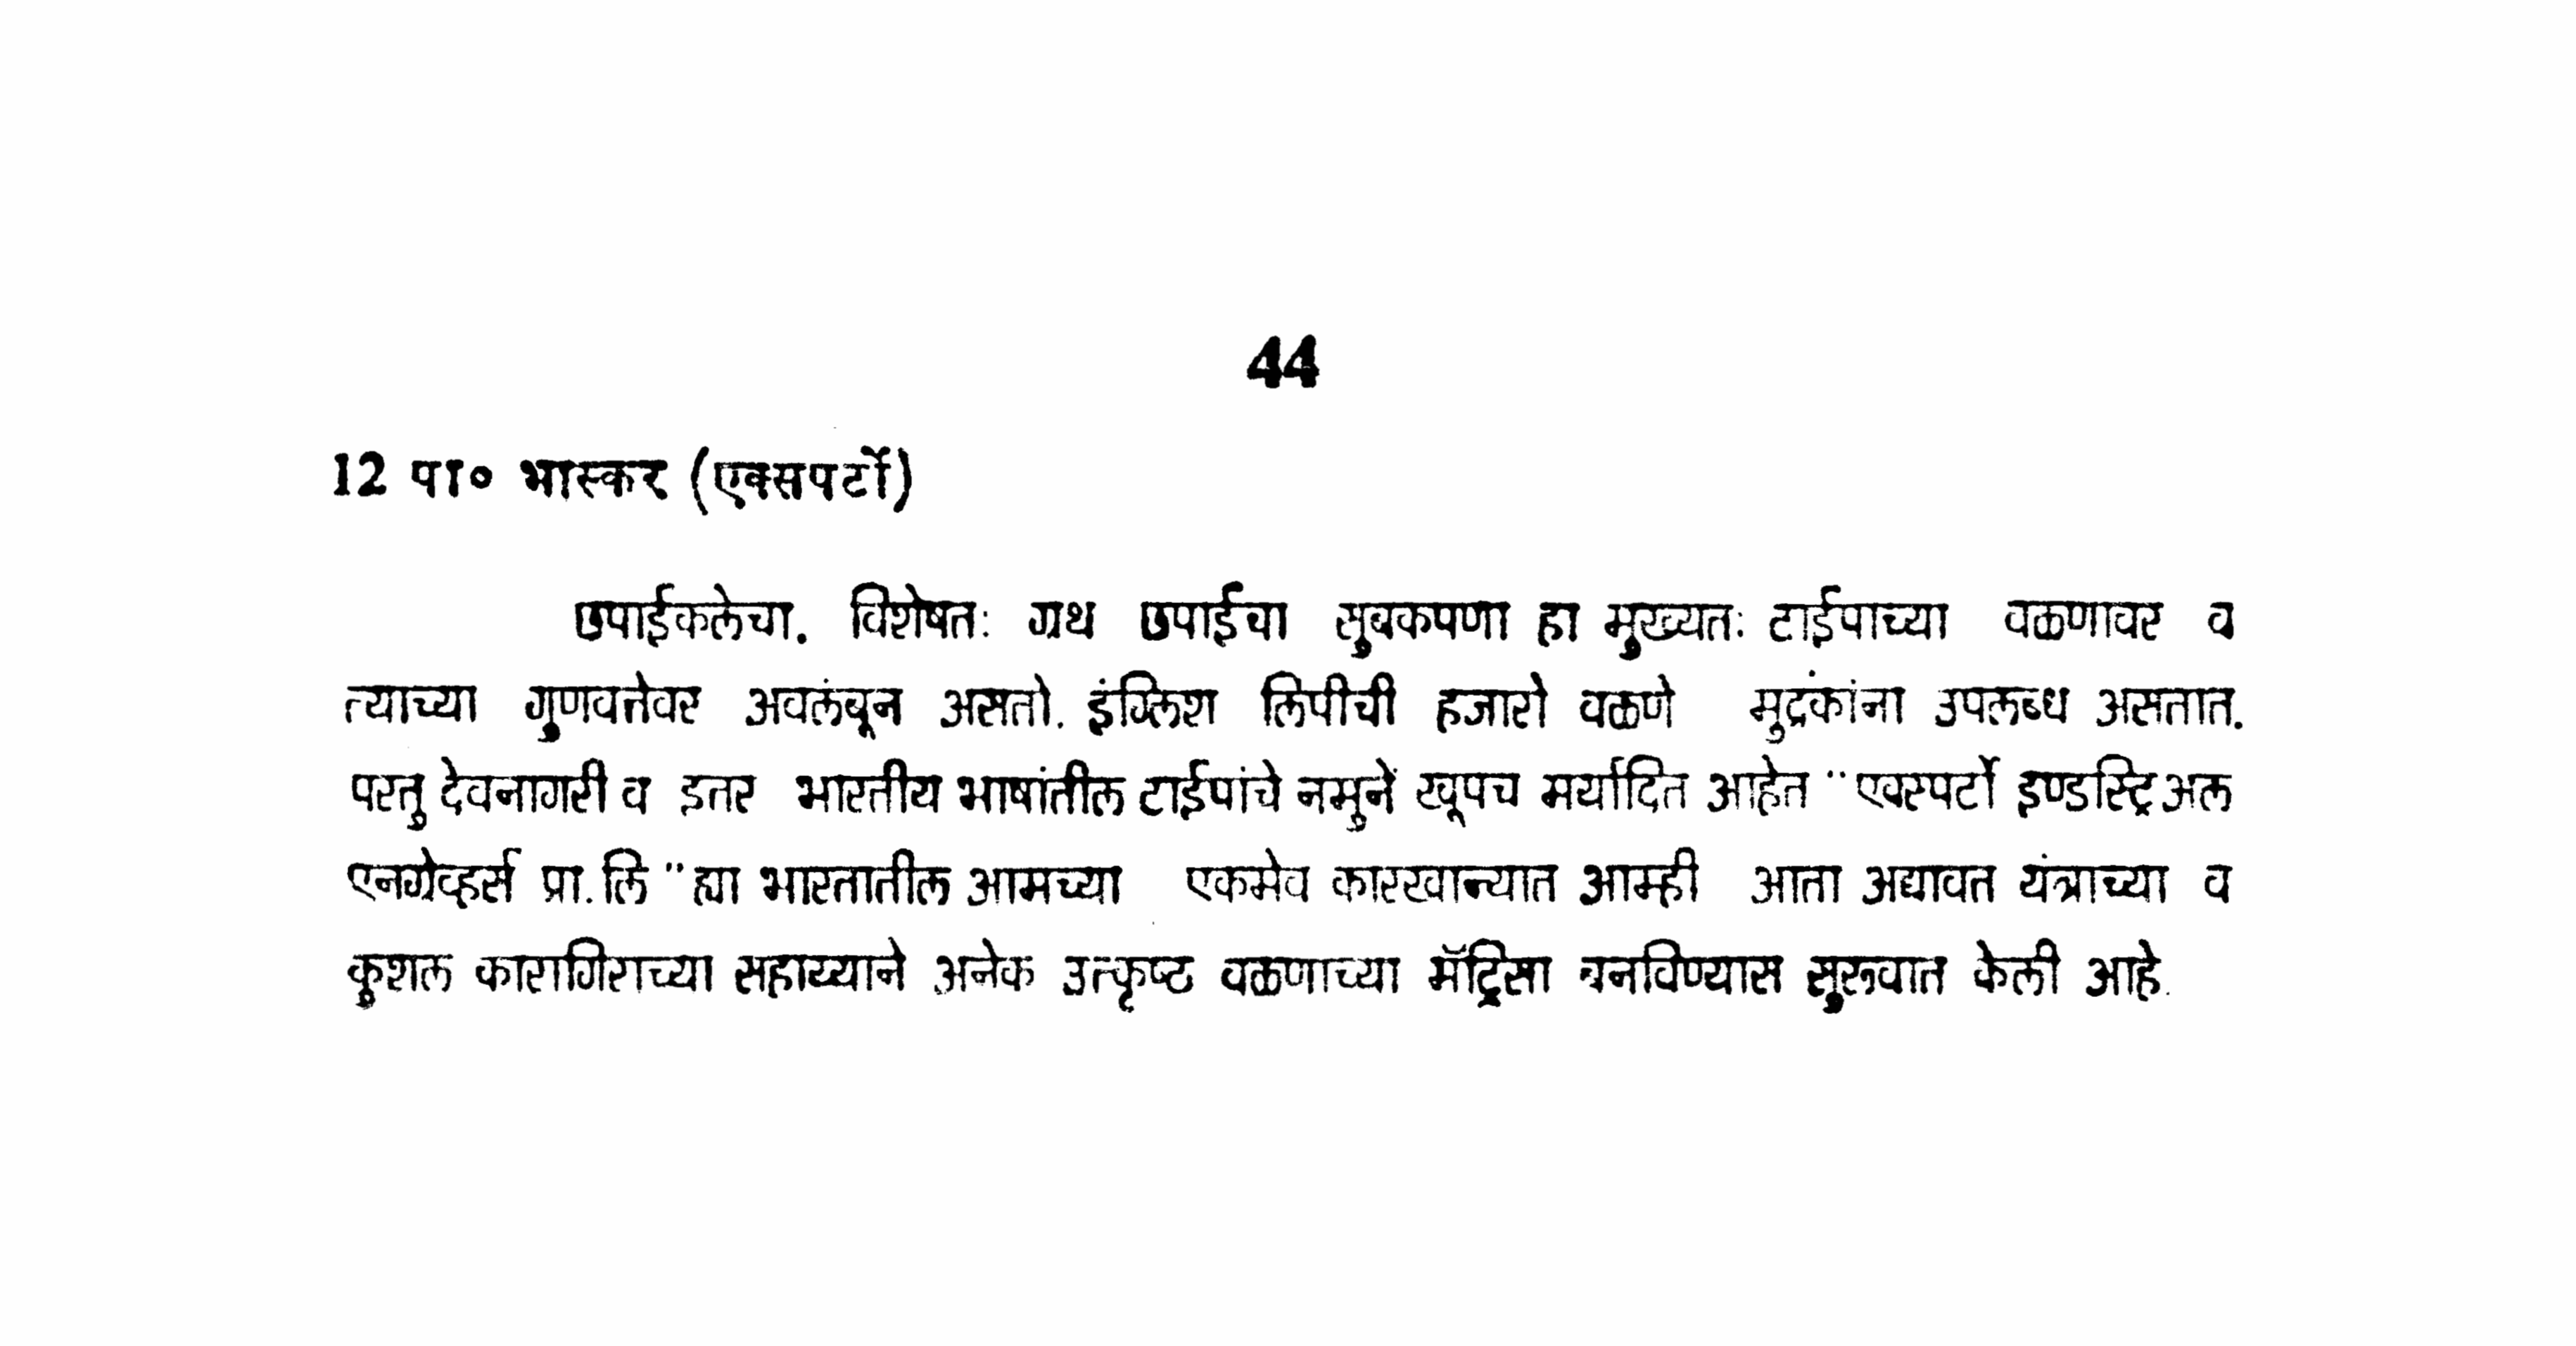 44
12 पा० भास्कर (एक्सपर्टो)
छपाईकलेचा. विशेषतः ग्रथ छपाईचा सुबकपणा हा मुख्यतः टाईपाच्या वळणावर व
त्याच्या गुणवत्तेवर अवलंबून असतो. इंग्लिश लिपीची हजारो वळणे मुद्रंकांना उपलब्ध असतात.
परतु देवनागरी व इतर भारतीय भाषांतील टाईपांचे नमुनें खूपच मर्यादित आहेत "एक्स्पर्टो इण्डस्ट्रिअल
एनग्रेव्हर्स प्रा. लि" ह्या भारतातील आमच्या एकमेव कारखान्यात आम्ही आता अद्यावत यंत्राच्या व
कुशल कारागिराच्या सहाय्याने अनेक उत्कृष्ठ वळणाच्या मॅट्रिसा बनविण्यास सुरूवात केली आहे.